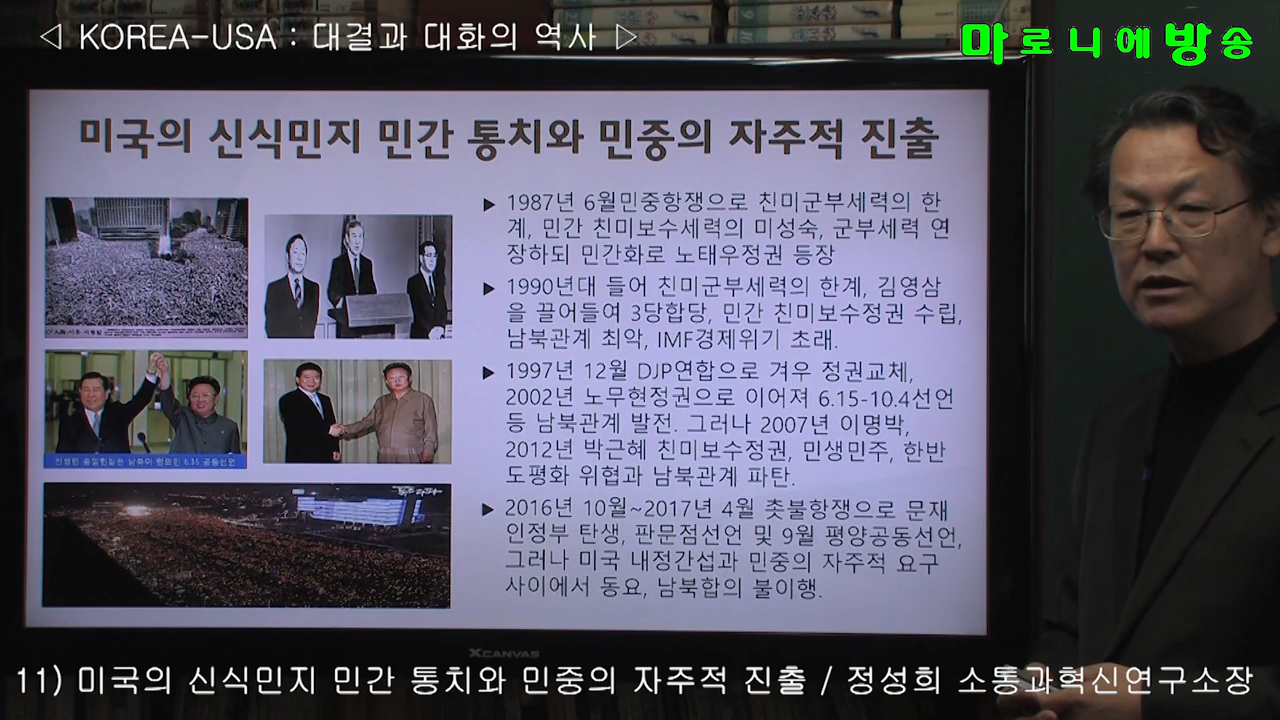 ◁ KOREA-USA : 대결과 대화의 역사 ▷
마로니에방송
미국의 신식민지 민간 통치와 민중의 자주적 진출
▶ 1987년 6월민중항쟁으로 친미군부세력의 한
계, 민간 친미보수세력의 미성숙, 군부세력 연
장하되 민간화로 노태우정권 등장
▶ 1990년대 들어 친미군부세력의 한계, 김영삼
을 끌어들여 3당합당, 민간 친미보수정권 수립,
남북관계 최악, IMF경제위기 초래.
▶ 1997년 12월 DJP연합으로 겨우 정권교체,
2002년 노무현정권으로 이어져 6.15-10.4선언
등 남북관계 발전. 그러나 2007년 이명박,
2012년 박근혜 친미보수정권, 민생민주, 한반
도평화 위협과 남북관계 파탄.
▶ 2016년 10월~2017년 4월 촛불항쟁으로 문재
인정부 탄생, 판문점선언 및 9월 평양공동선언,
그러나 미국 내정간섭과 민중의 자주적 요구
사이에서 동요, 남북합의 불이행.
XCANVAS
11) 미국의 신식민지 민간 통치와 민중의 자주적 진출 / 정성희 소통과혁신연구소장